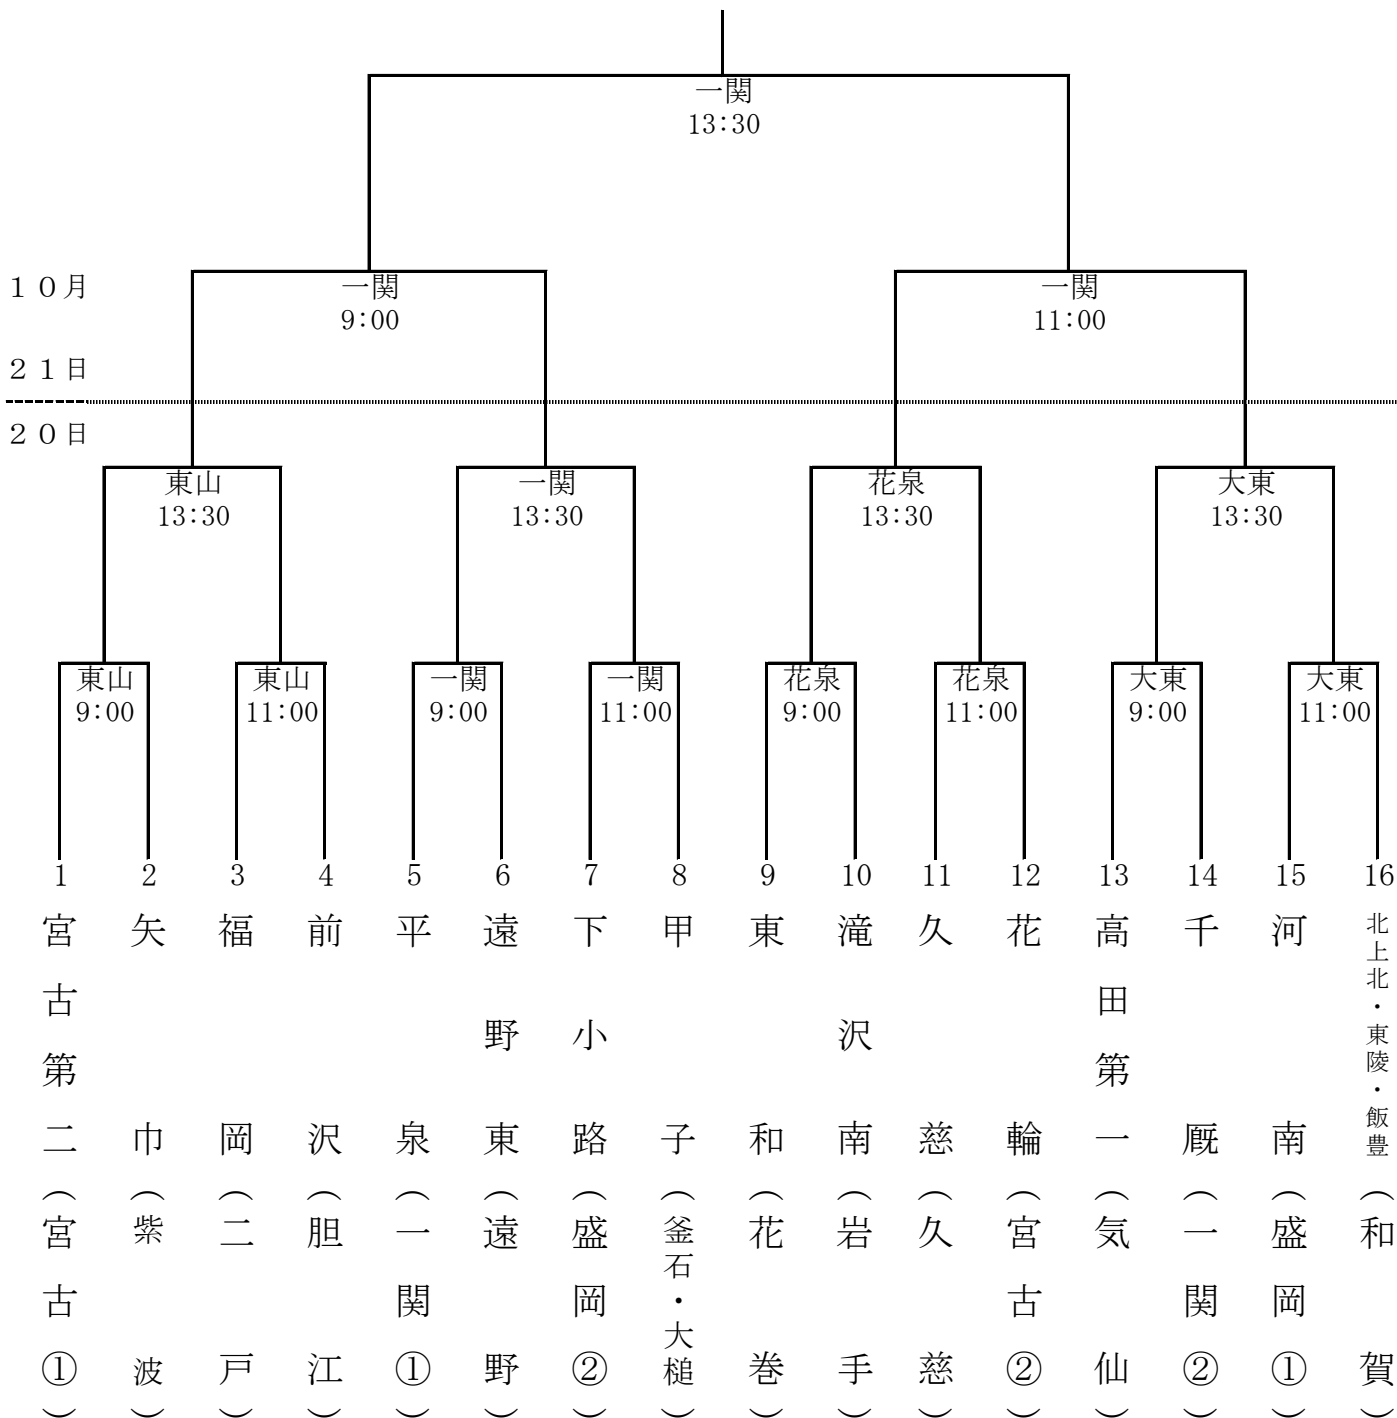 一関
13:30
10月
一関
9:00
一関
11:00
21日
20日
東山
13:30
一関
13:30
花泉
13:30
大東
13:30
東山
9:00
東山
11:00
一関
9:00
一関
11:00
花泉
9:00
花泉
11:00
大東
9:00
大東
11:00
1
2
3
4
5
6
7
8
9
10
11
12
13
14
15
16
宮古第二(宮古①)
矢巾(紫波)
福岡(二戸)
前沢(胆江)
平泉(一関①)
遠野東(遠野)
下小路(盛岡②)
甲子(釜石・大槌)
東和(花巻)
滝沢南(岩手)
久慈(久慈)
花輪(宮古②)
高田第一(気仙)
千厩(一関②)
河南(盛岡①)
北上北・東陵・飯豊(和賀)